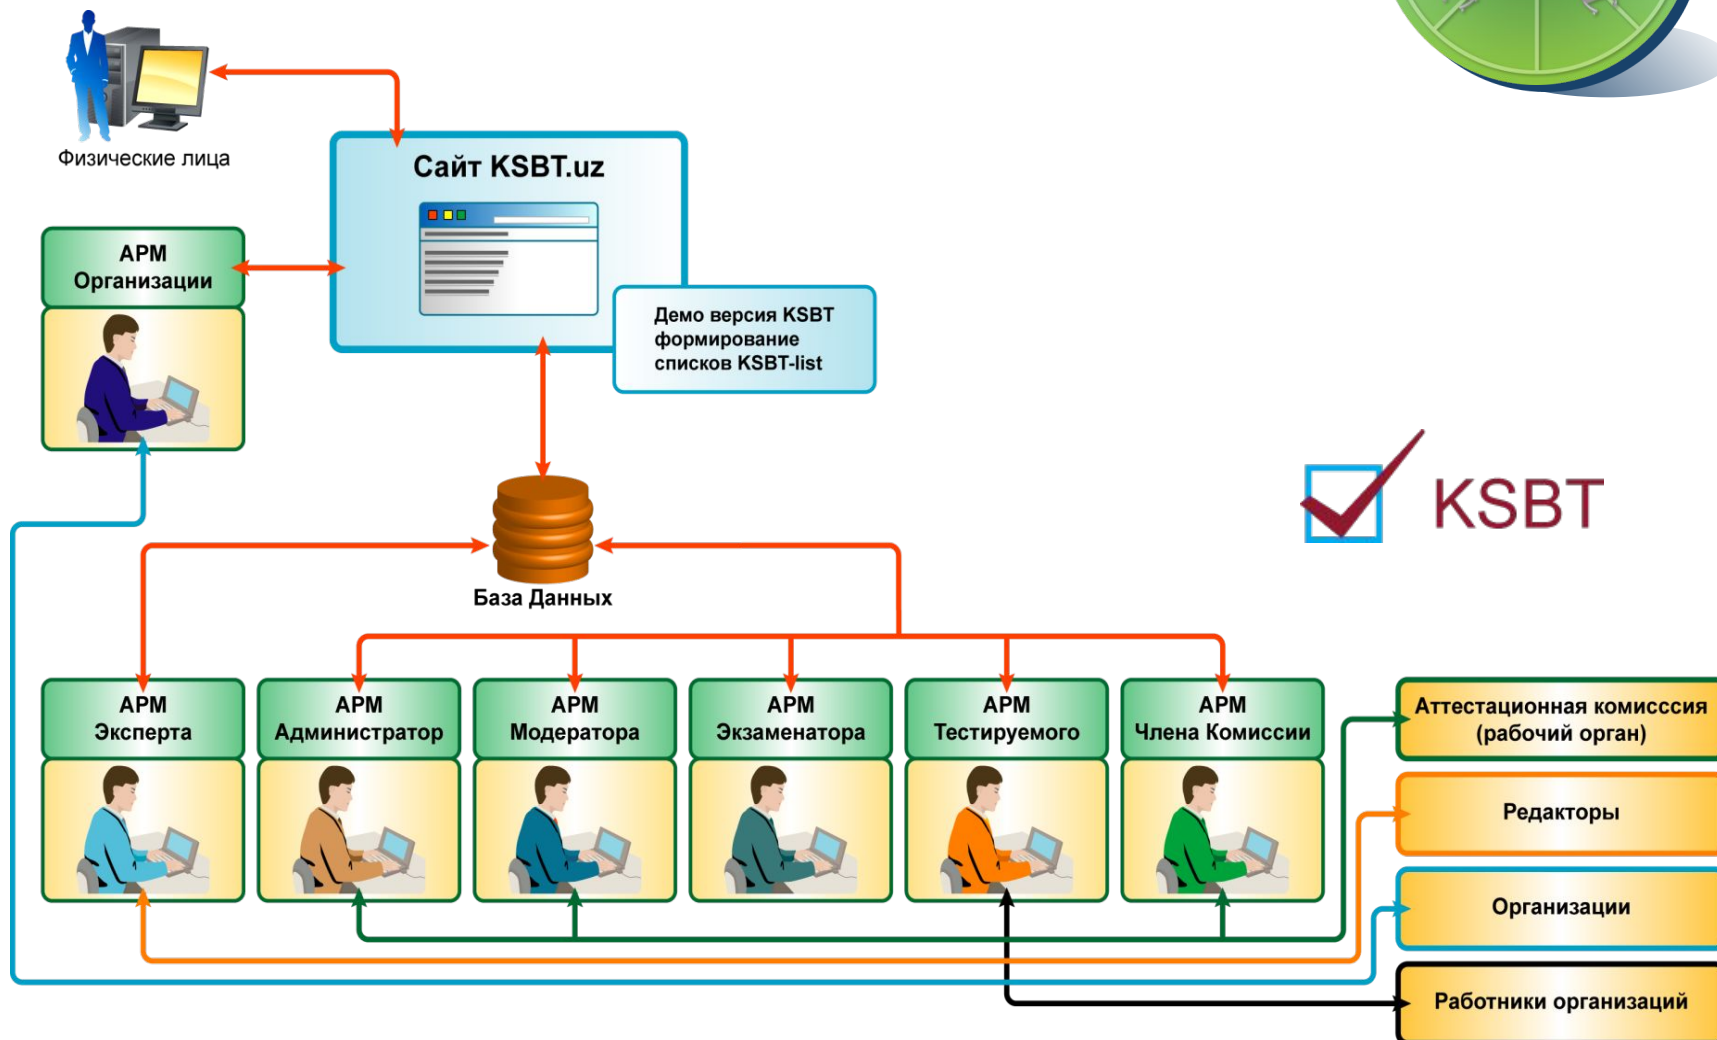 Физические лица
Сайт KSBT.uz
АРМ
Организации
Демо версия KSBT
формирование
списков KSBT-list
KSBT
База Данных
АРМ
Эксперта
АРМ
Администратор
АРМ
Модератора
АРМ
Экзаменатора
АРМ
Тестируемого
АРМ
Члена Комиссии
Аттестационная комисссия
(рабочий орган)
Редакторы
Организации
Работники организаций